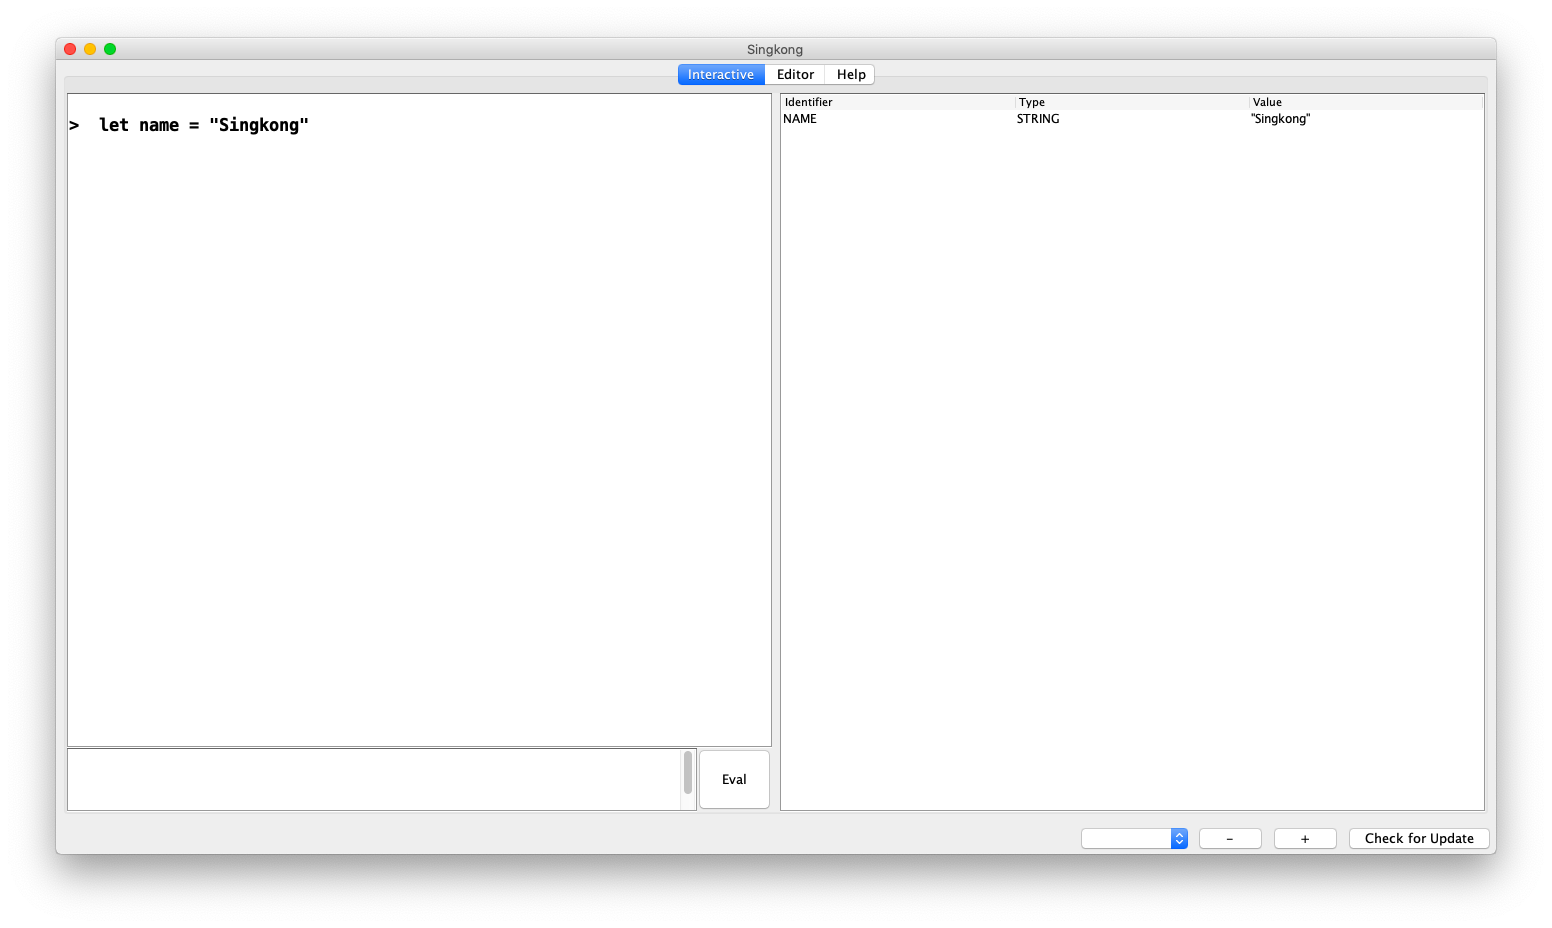 Singkong
Interactive Editor Help
> let name = "Singkong"
Identifier Type Value
NAME STRING "Singkong"
Eval
- + Check for Update